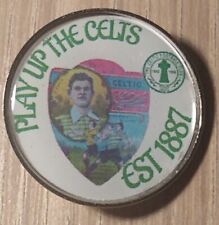 PLAY UP THE CELTS
CELTIC
EST 1887